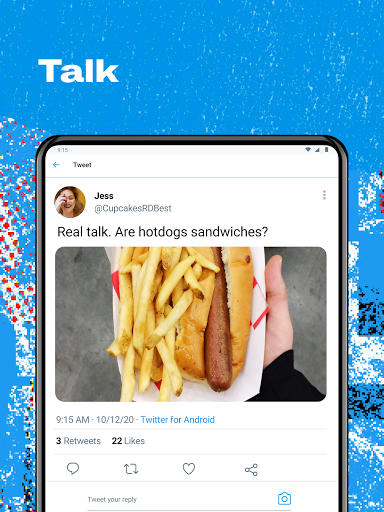 Talk
9:15
Tweet
Jess
@CupcakesRDBest
Real talk. Are hotdogs sandwiches?
9:15 AM · 10/12/20 · Twitter for Android
3 Retweets 22 Likes
Tweet your reply